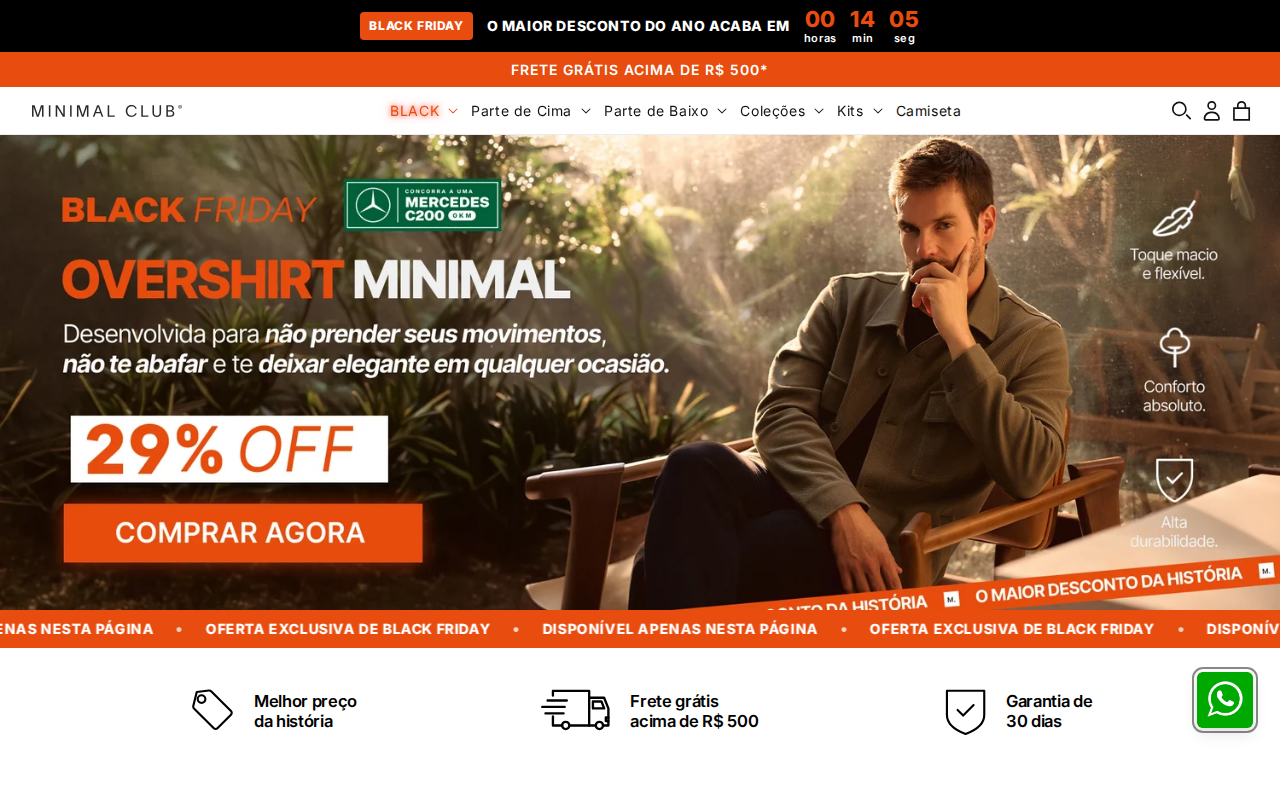 BLACK FRIDAY
O MAIOR DESCONTO DO ANO ACABA EM
00 14 05
horas min seg
FRETE GRÁTIS ACIMA DE R$ 500*
MINIMAL CLUB®
BLACK Parte de Cima Parte de Baixo Coleções Kits Camiseta
BLACK FRIDAY
CONCORRA A UMA
MERCEDES
C200 0KM
OVERSHIRT MINIMAL
Desenvolvida para não prender seus movimentos,
não te abafar e te deixar elegante em qualquer ocasião.
29% OFF
COMPRAR AGORA
Toque macio
e flexível.
Conforto
absoluto.
Alta
durabilidade.
CONTO DA HISTÓRIA M. O MAIOR DESCONTO DA HISTÓRIA M.
ENAS NESTA PÁGINA • OFERTA EXCLUSIVA DE BLACK FRIDAY • DISPONÍVEL APENAS NESTA PÁGINA • OFERTA EXCLUSIVA DE BLACK FRIDAY • DISPONÍV
Melhor preço
da história
Frete grátis
acima de R$ 500
Garantia de
30 dias